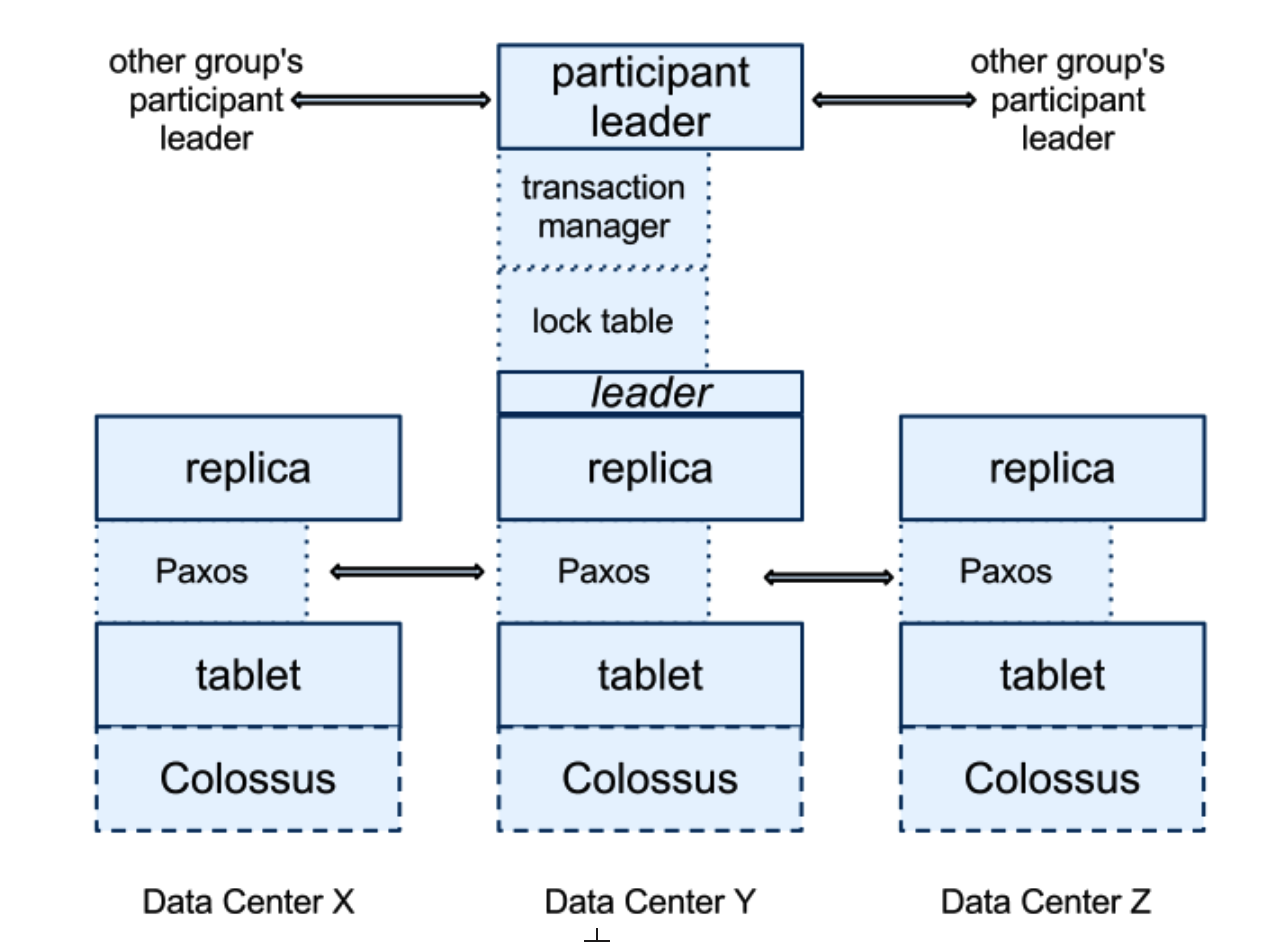 other group's
participant
leader
participant
leader
other group's
participant
leader
transaction
manager
lock table
leader
replica
replica
replica
Paxos
Paxos
Paxos
tablet
tablet
tablet
Colossus
Colossus
Colossus
Data Center X
Data Center Y
Data Center Z